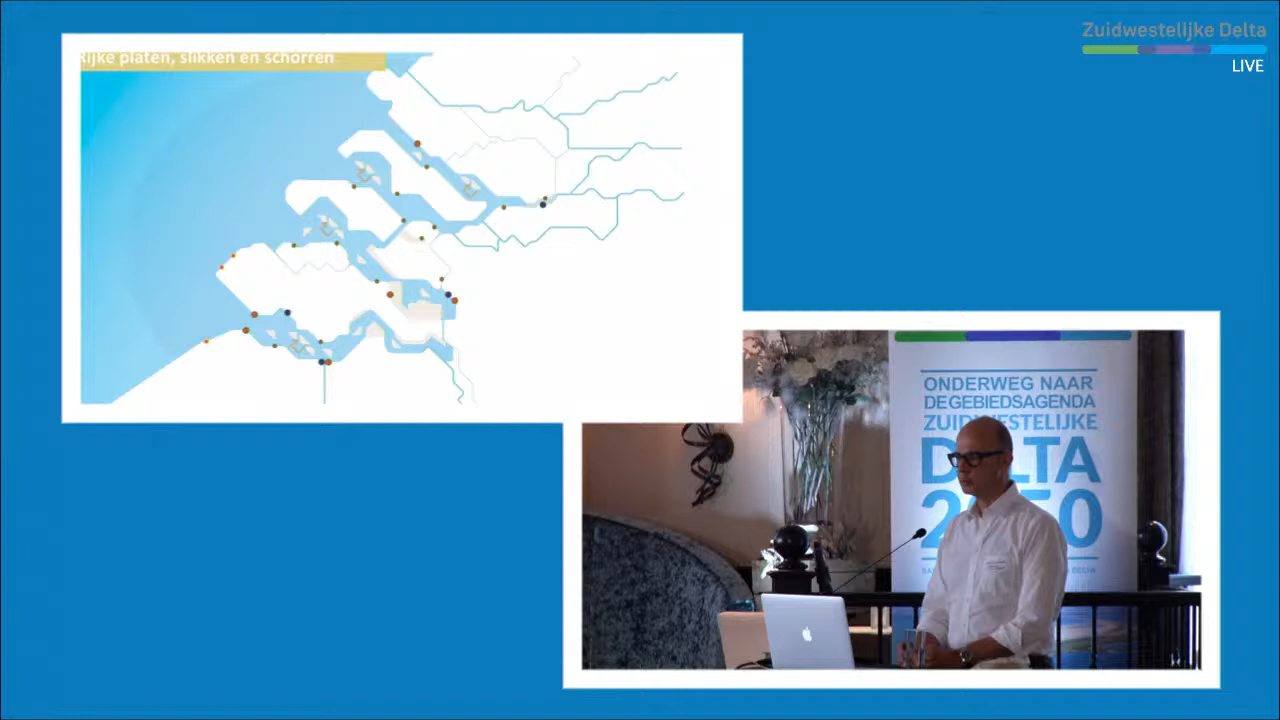 Rijke platen, slikken en schorren
Zuidwestelijke Delta
LIVE
ONDERWEG NAAR
DE GEBIEDSAGENDA
ZUIDWESTELIJKE
DELTA
2050